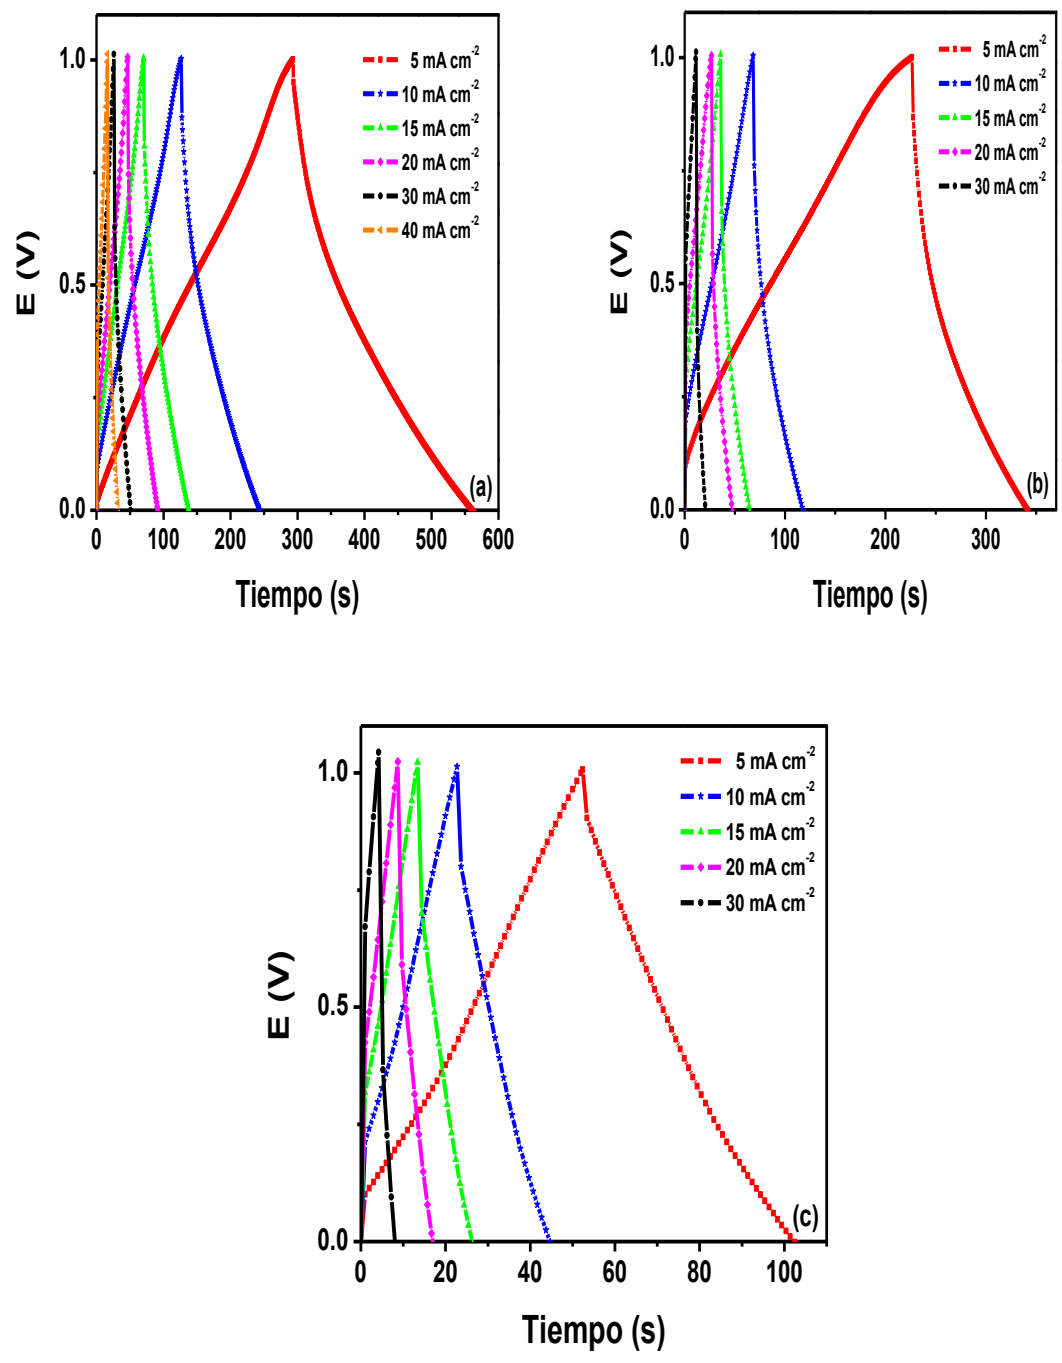 1.0
0.5
0.0
E (V)
5 mA cm-2
10 mA cm-2
15 mA cm-2
20 mA cm-2
30 mA cm-2
40 mA cm-2
(a)
0 100 200 300 400 500 600
Tiempo (s)
1.0
0.5
0.0
E (V)
5 mA cm-2
10 mA cm-2
15 mA cm-2
20 mA cm-2
30 mA cm-2
(b)
0 100 200 300
Tiempo (s)
1.0
0.5
0.0
E (V)
5 mA cm-2
10 mA cm-2
15 mA cm-2
20 mA cm-2
30 mA cm-2
(c)
0 20 40 60 80 100
Tiempo (s)